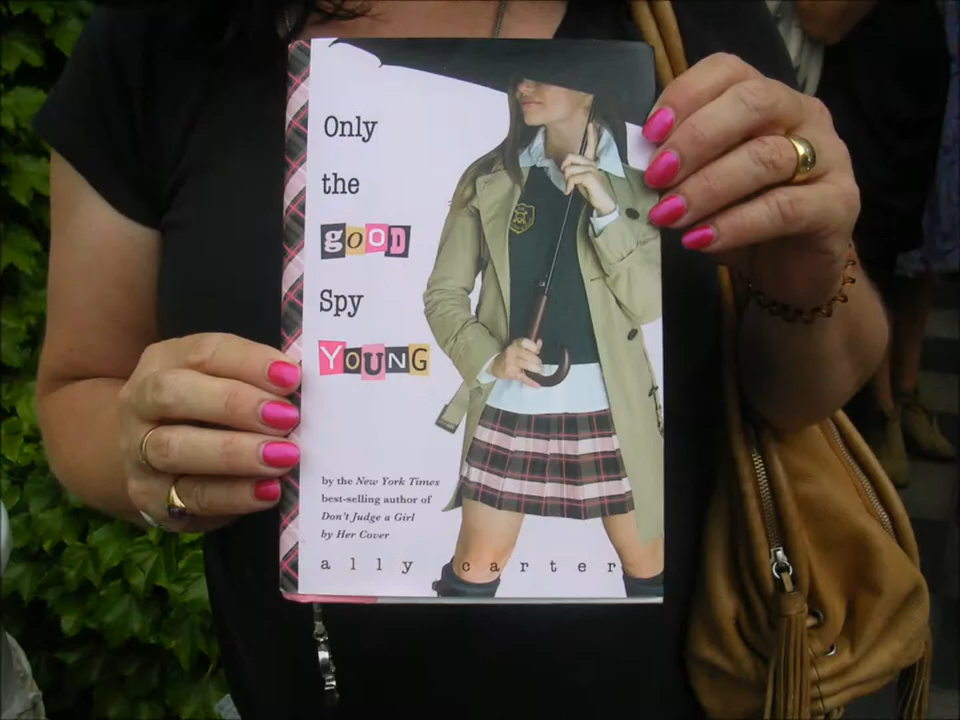 Only
the
good
Spy
YOUNG
by the New York Times
best-selling author of
Don't Judge a Girl
by Her Cover
ally carter